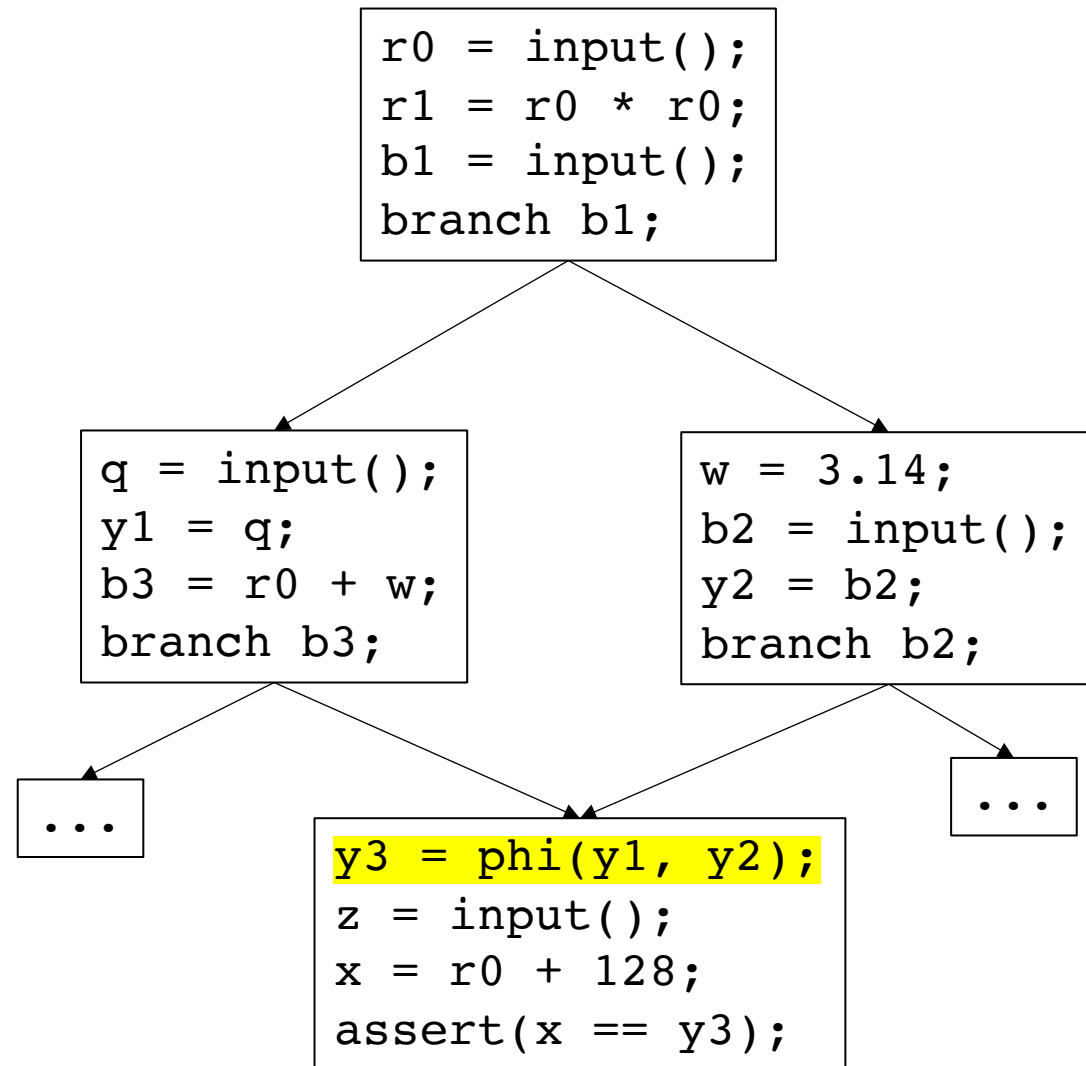 r0 = input();
r1 = r0 * r0;
b1 = input();
branch b1;
q = input();
y1 = q;
b3 = r0 + w;
branch b3;
w = 3.14;
b2 = input();
y2 = b2;
branch b2;
...
...
y3 = phi(y1, y2);
z = input();
x = r0 + 128;
assert(x == y3);